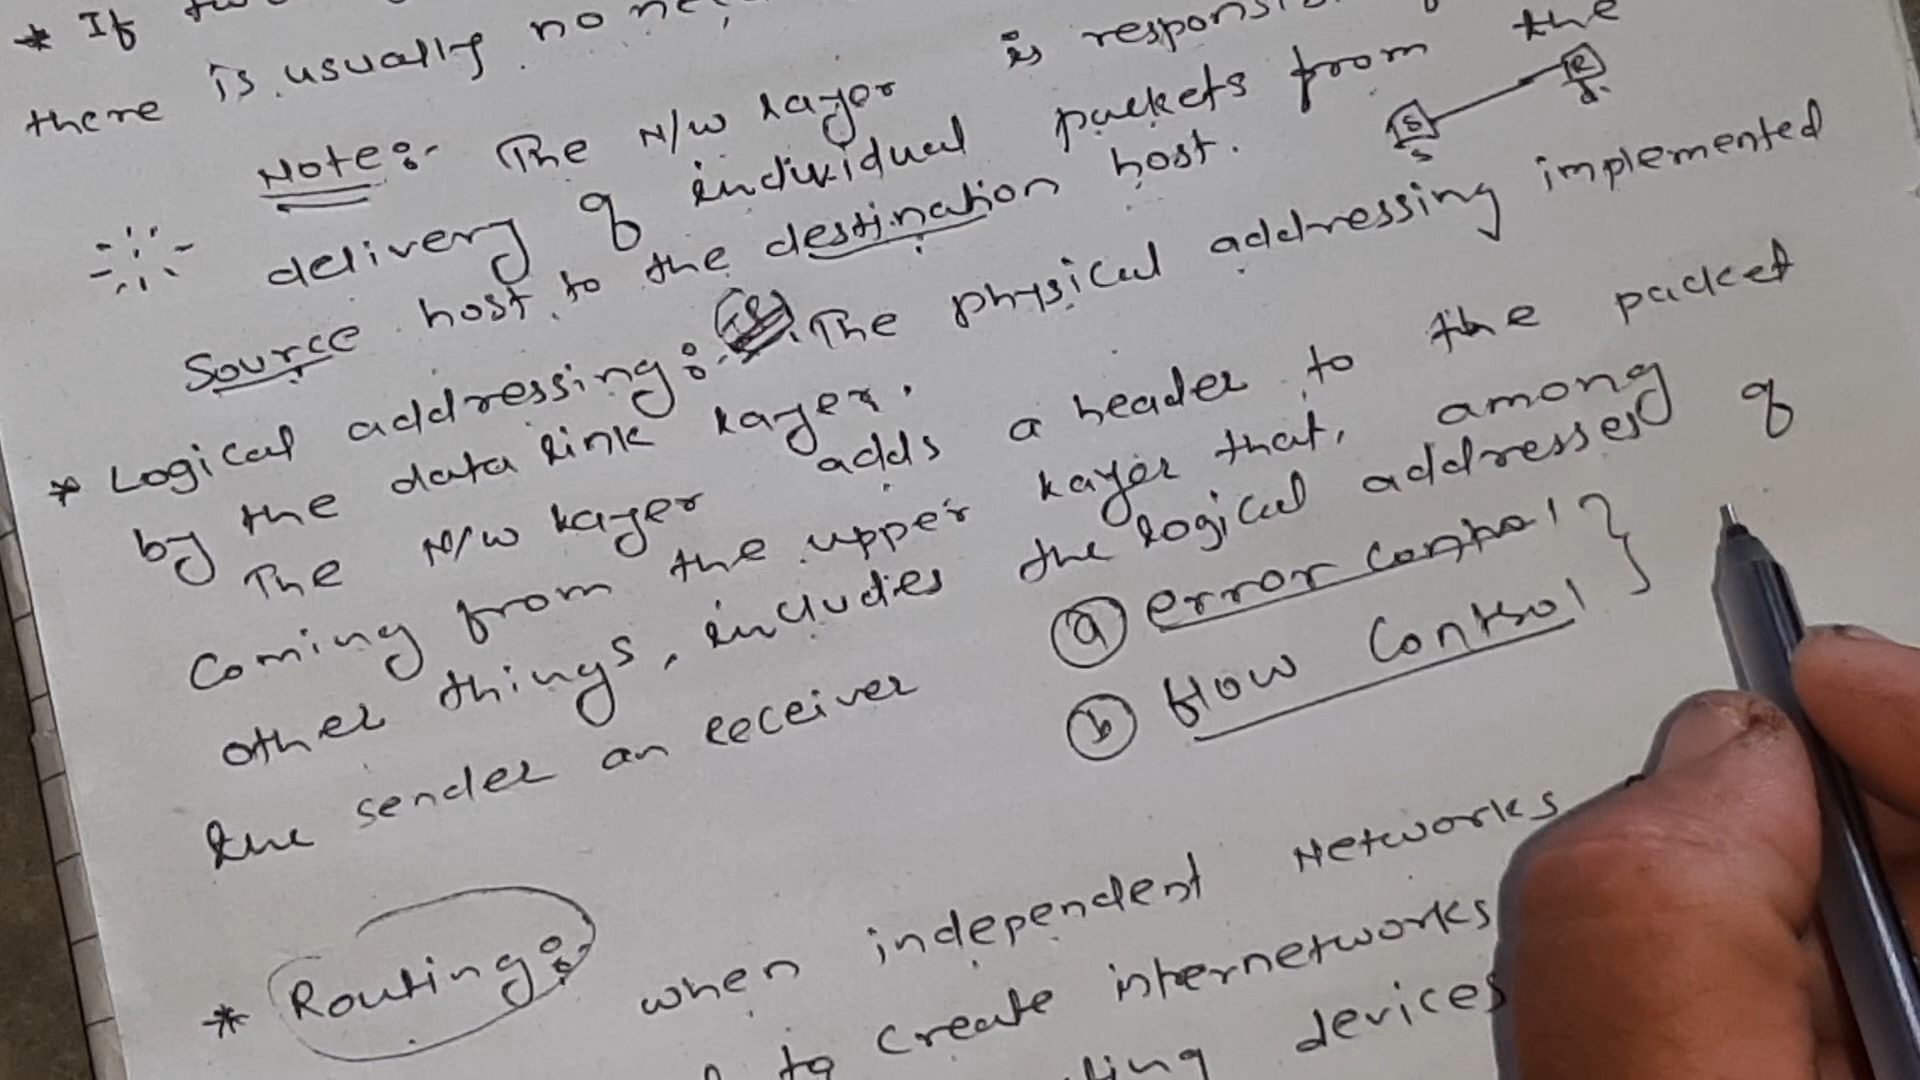 * If
there is usually no
Note:- The N/W layer is
delivery of individual packets from the
Source host to the destination host.
S R
s d.
* Logical addressing:- The physical addressing implemented
by the data link layer.
The N/W layer adds a header to the packet
Coming from the upper layer that, among
other things, includes the logical addresses of
the sender an receiver
(a) error control }
(b) flow Control
* Routing:- when independent Networks
to create internetworks
devices